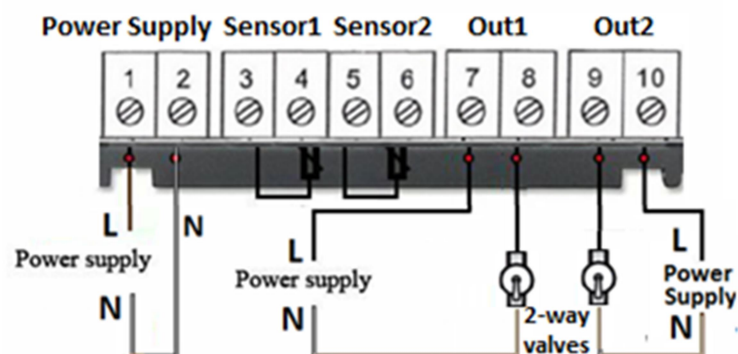 Power Supply Sensor1 Sensor2 Out1 Out2
1 2 3 4 5 6 7 8 9 10
L N
Power supply
N
L
Power supply
N
2-way
valves
L
Power
Supply
N